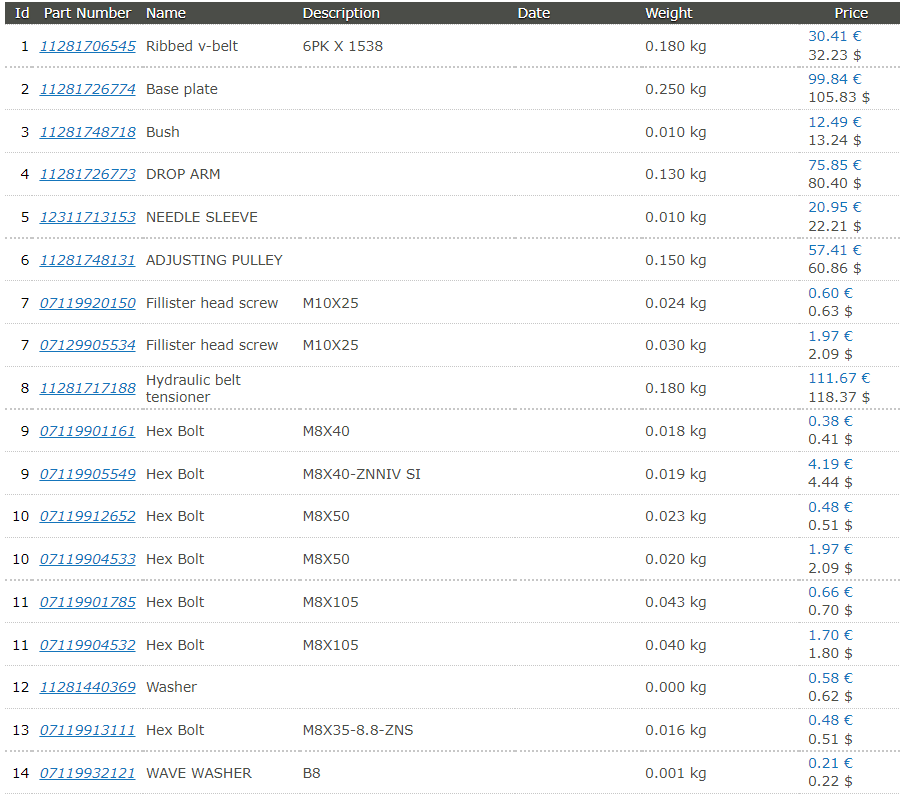 Id Part Number Name Description Date Weight Price
1 11281706545 Ribbed v-belt 6PK X 1538 0.180 kg 30.41 €
32.23 $
2 11281726774 Base plate 0.250 kg 99.84 €
105.83 $
3 11281748718 Bush 0.010 kg 12.49 €
13.24 $
4 11281726773 DROP ARM 0.130 kg 75.85 €
80.40 $
5 12311713153 NEEDLE SLEEVE 0.010 kg 20.95 €
22.21 $
6 11281748131 ADJUSTING PULLEY 0.150 kg 57.41 €
60.86 $
7 07119920150 Fillister head screw M10X25 0.024 kg 0.60 €
0.63 $
7 07129905534 Fillister head screw M10X25 0.030 kg 1.97 €
2.09 $
8 11281717188 Hydraulic belt
tensioner 0.180 kg 111.67 €
118.37 $
9 07119901161 Hex Bolt M8X40 0.018 kg 0.38 €
0.41 $
9 07119905549 Hex Bolt M8X40-ZNNIV SI 0.019 kg 4.19 €
4.44 $
10 07119912652 Hex Bolt M8X50 0.023 kg 0.48 €
0.51 $
10 07119904533 Hex Bolt M8X50 0.020 kg 1.97 €
2.09 $
11 07119901785 Hex Bolt M8X105 0.043 kg 0.66 €
0.70 $
11 07119904532 Hex Bolt M8X105 0.040 kg 1.70 €
1.80 $
12 11281440369 Washer 0.000 kg 0.58 €
0.62 $
13 07119913111 Hex Bolt M8X35-8.8-ZNS 0.016 kg 0.48 €
0.51 $
14 07119932121 WAVE WASHER B8 0.001 kg 0.21 €
0.22 $